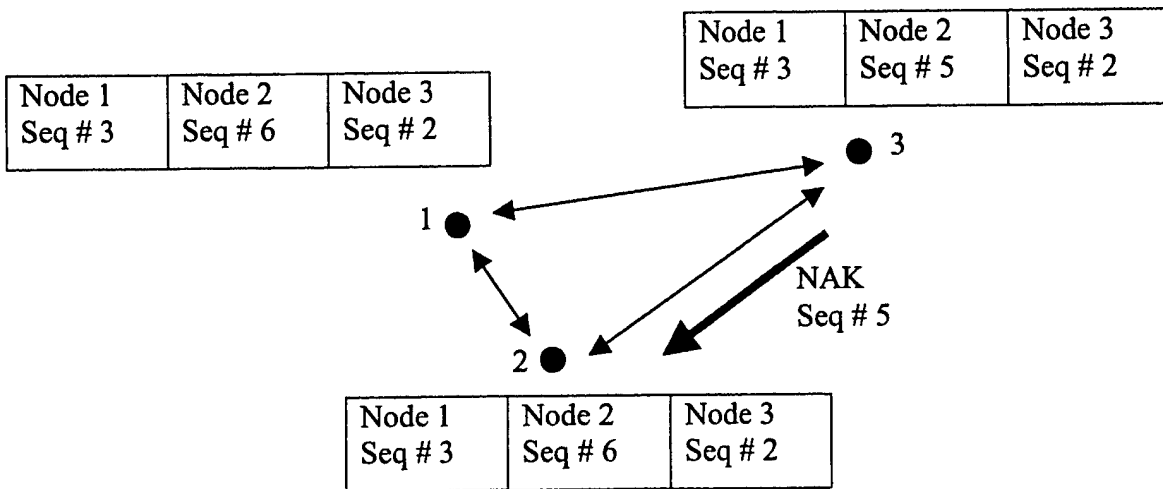 Node 1
Seq # 3
Node 2
Seq # 5
Node 3
Seq # 2
Node 1
Seq # 3
Node 2
Seq # 6
Node 3
Seq # 2
3
1
NAK
Seq # 5
2
Node 1
Seq # 3
Node 2
Seq # 6
Node 3
Seq # 2